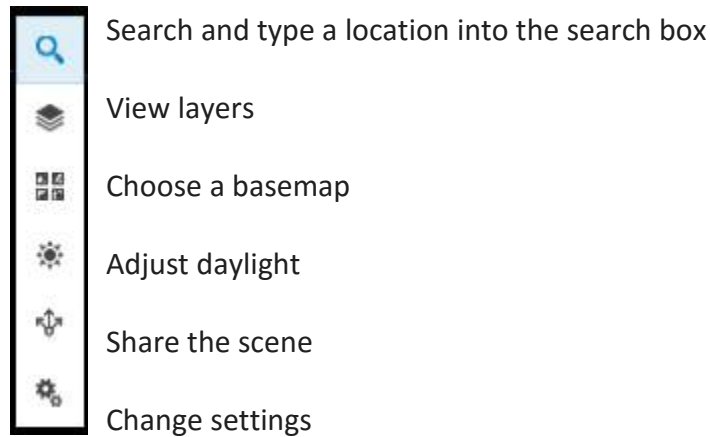 Search and type a location into the search box
View layers
Choose a basemap
Adjust daylight
Share the scene
Change settings